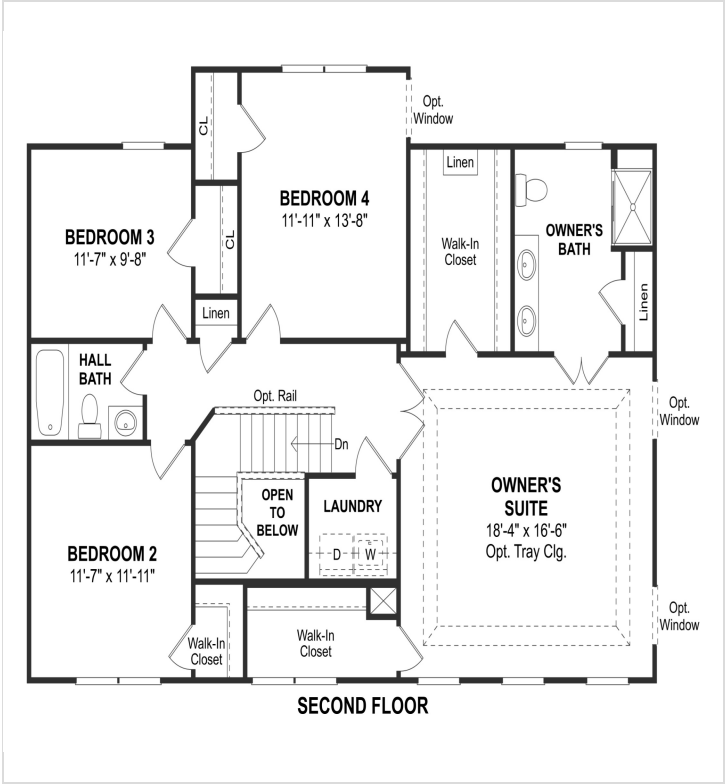 CL
Opt.
Window
BEDROOM 4
11'-11" x 13'-8"
Linen
BEDROOM 3
11'-7" x 9'-8"
CL
Walk-In
Closet
OWNER'S
BATH
Linen
Linen
HALL
BATH
Opt. Rail
Dn
Opt.
Window
OPEN
TO
BELOW
LAUNDRY
D
W
OWNER'S
SUITE
18'-4" x 16'-6"
Opt. Tray Clg.
BEDROOM 2
11'-7" x 11'-11"
Walk-In
Closet
Walk-In
Closet
Opt.
Window
SECOND FLOOR